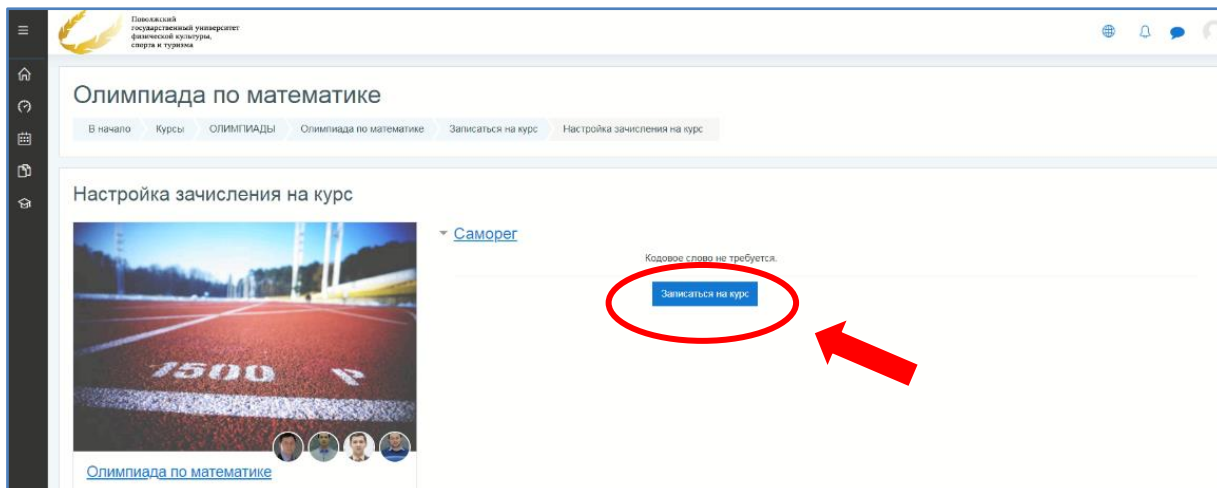 Поволжский
государственный университет
физической культуры,
спорта и туризма
Олимпиада по математике
В начало Курсы ОЛИМПИАДЫ Олимпиада по математике Записаться на курс Настройка зачисления на курс
Настройка зачисления на курс
Саморег
Кодовое слово не требуется.
Записаться на курс
1500 P
Олимпиада по математике